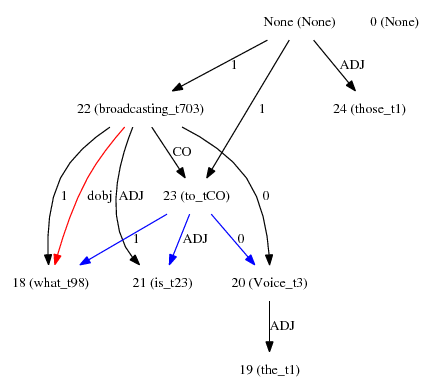 None (None) 0 (None)
1 1 ADJ
22 (broadcasting_t703) 24 (those_t1)
CO
1 dobj ADJ 23 (to_tCO) 0
1 ADJ 0
18 (what_t98) 21 (is_t23) 20 (Voice_t3)
ADJ
19 (the_t1)